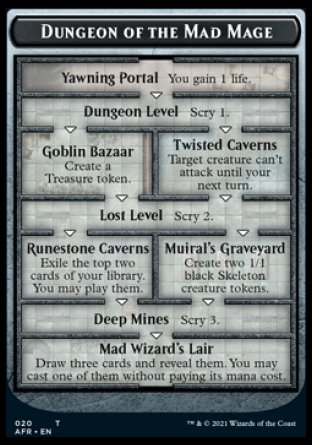 DUNGEON OF THE MAD MAGE
YAWNING PORTAL You gain 1 life.
DUNGEON LEVEL Scry 1.
GOBLIN BAZAAR
Create a
Treasure token.
TWISTED CAVERNS
Target creature can't
attack until your
next turn.
LOST LEVEL Scry 2.
RUNESTONE CAVERNS
Exile the top two
cards of your library.
You may play them.
MUIRAL'S GRAVEYARD
Create two 1/1
black Skeleton
creature tokens.
DEEP MINES Scry 3.
MAD WIZARD'S LAIR
Draw three cards and reveal them. You may
cast one of them without paying its mana cost.
020 T
AFR • EN
™ & © 2021 Wizards of the Coast